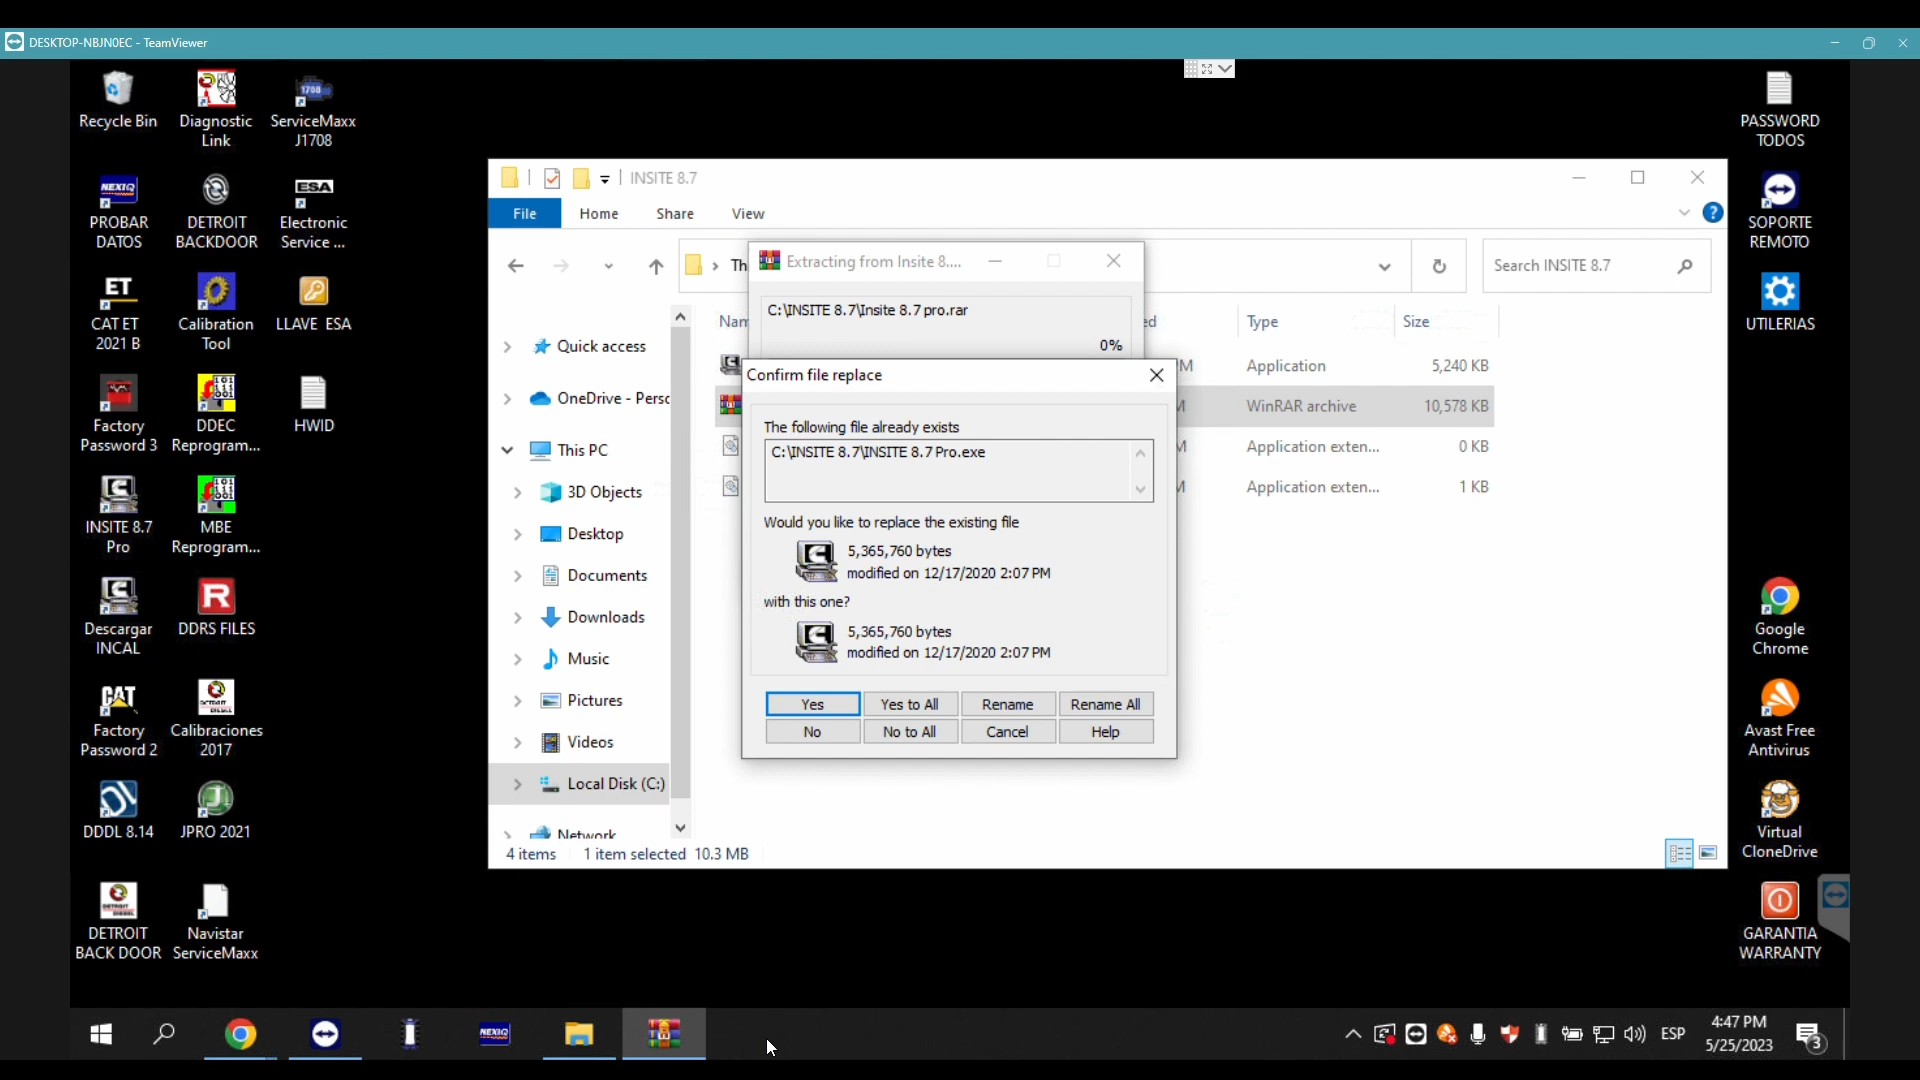 DESKTOP-NBJN0EC - TeamViewer
Recycle Bin
Diagnostic
Link
ServiceMaxx
J1708
NEXIQ
PROBAR
DATOS
DETROIT
BACKDOOR
ESA
Electronic
Service ...
ET
CAT ET
2021 B
Calibration
Tool
LLAVE ESA
Factory
Password 3
DDEC
Reprogram...
HWID
INSITE 8.7
Pro
MBE
Reprogram...
Descargar
INCAL
DDRS FILES
CAT
Factory
Password 2
Calibraciones
2017
DDDL 8.14
JPRO 2021
DETROIT
BACK DOOR
Navistar
ServiceMaxx
INSITE 8.7
File
Home
Share
View
Th
Search INSITE 8.7
Quick access
OneDrive - Perso
This PC
3D Objects
Desktop
Documents
Downloads
Music
Pictures
Videos
Local Disk (C:)
Network
4 items
1 item selected 10.3 MB
Nam
ed
Type
Size
M
Application
5,240 KB
M
WinRAR archive
10,578 KB
M
Application exten...
0 KB
M
Application exten...
1 KB
Extracting from Insite 8....
C:\INSITE 8.7\Insite 8.7 pro.rar
0%
Confirm file replace
The following file already exists
C:\INSITE 8.7\INSITE 8.7 Pro.exe
Would you like to replace the existing file
5,365,760 bytes
modified on 12/17/2020 2:07 PM
with this one?
5,365,760 bytes
modified on 12/17/2020 2:07 PM
Yes
Yes to All
Rename
Rename All
No
No to All
Cancel
Help
PASSWORD
TODOS
SOPORTE
REMOTO
UTILERIAS
Google
Chrome
Avast Free
Antivirus
Virtual
CloneDrive
GARANTIA
WARRANTY
NEXIQ
ESP
4:47 PM
5/25/2023
3